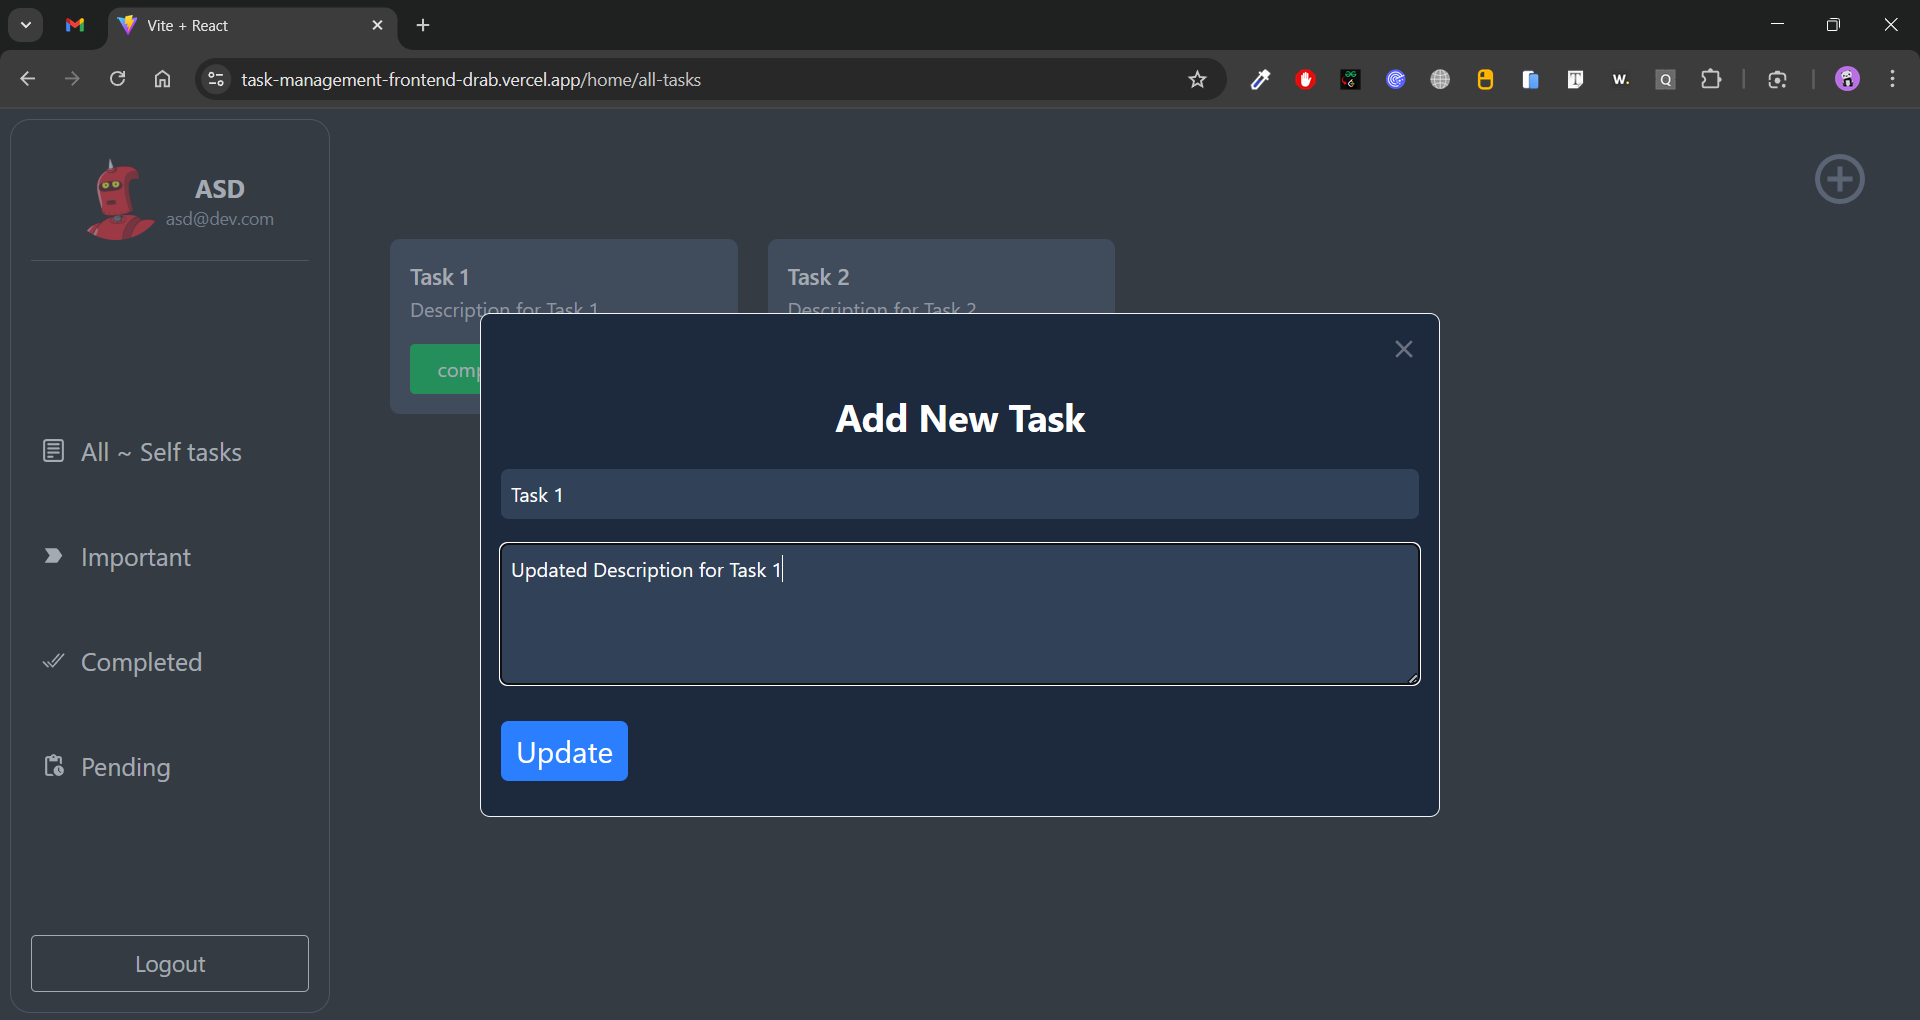 Vite + React
task-management-frontend-drab.vercel.app/home/all-tasks
ASD
asd@dev.com
All ~ Self tasks
Important
Completed
Pending
Logout
Task 1
Description for Task 1
comp
Task 2
Description for Task 2
Add New Task
Task 1
Updated Description for Task 1
Update